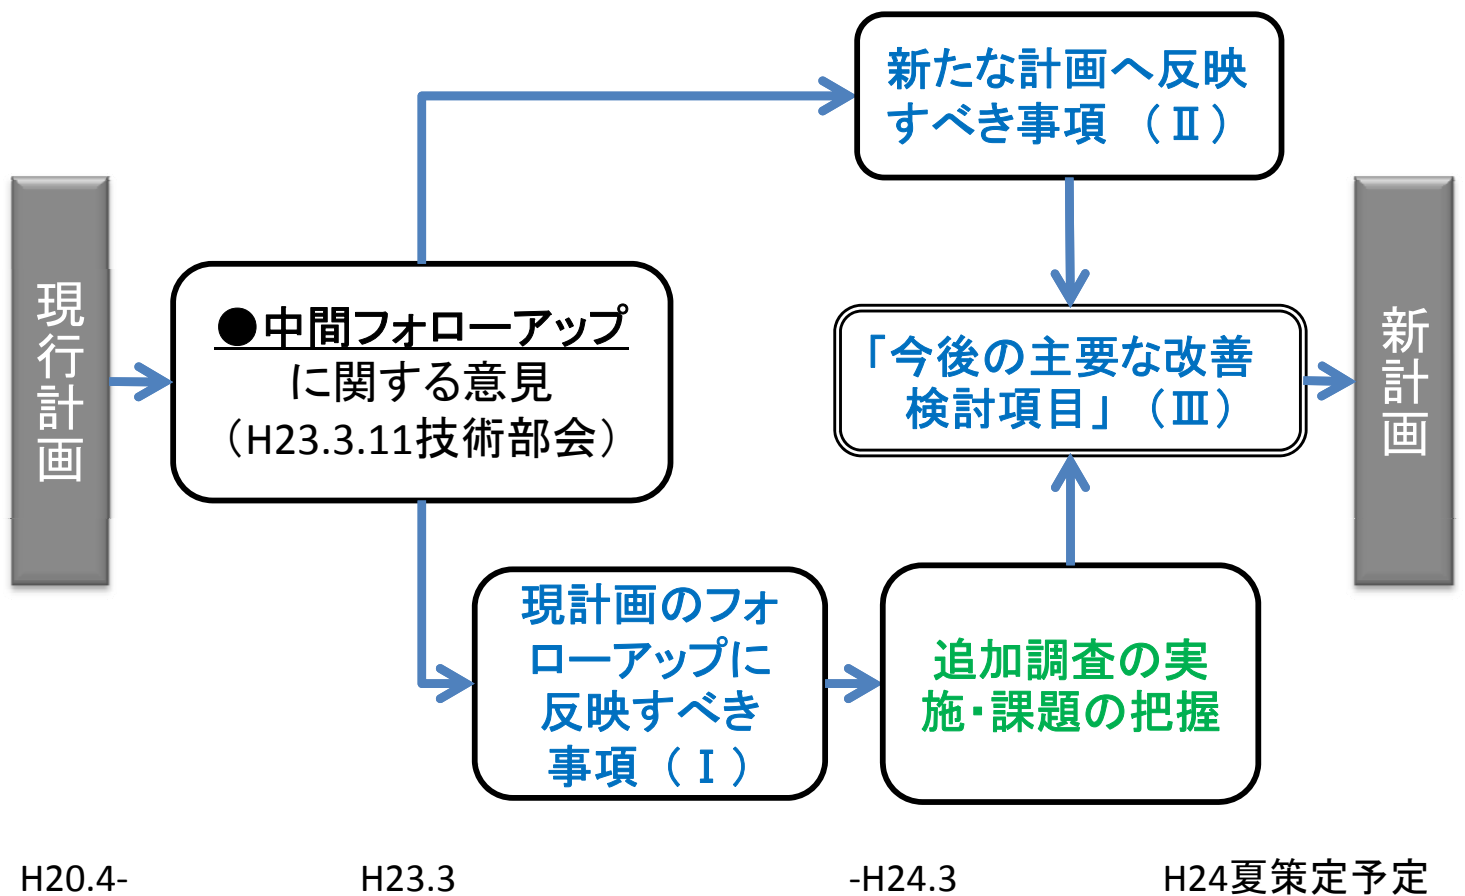 現行計画
●中間フォローアップ
に関する意見
（H23.3.11技術部会）
新たな計画へ反映
すべき事項（Ⅱ）
「今後の主要な改善
検討項目」（Ⅲ）
現計画のフォ
ローアップに
反映すべき
事項（Ⅰ）
追加調査の実
施・課題の把握
新計画
H20.4-
H23.3
-H24.3
H24夏策定予定